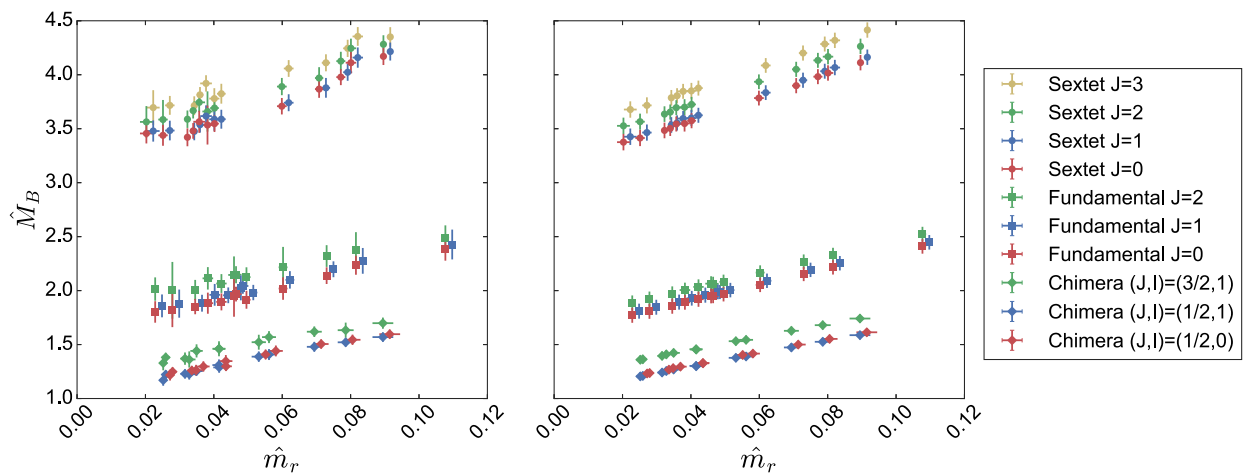 4.5
4.0
3.5
3.0
2.5
2.0
1.5
1.0
M̂_B
0.00 0.02 0.04 0.06 0.08 0.10 0.12
m̂_r
0.00 0.02 0.04 0.06 0.08 0.10 0.12
m̂_r
Sextet J=3
Sextet J=2
Sextet J=1
Sextet J=0
Fundamental J=2
Fundamental J=1
Fundamental J=0
Chimera (J,I)=(3/2,1)
Chimera (J,I)=(1/2,1)
Chimera (J,I)=(1/2,0)